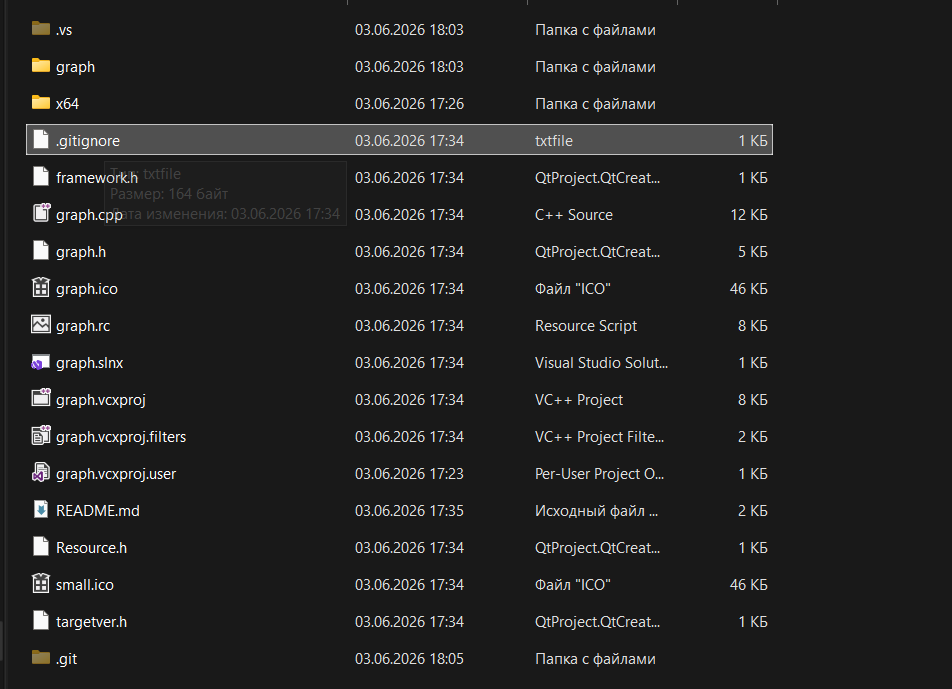 .vs 03.06.2026 18:03 Папка с файлами
graph 03.06.2026 18:03 Папка с файлами
x64 03.06.2026 17:26 Папка с файлами
.gitignore 03.06.2026 17:34 txtfile 1 КБ
framework.h 03.06.2026 17:34 QtProject.QtCreat... 1 КБ
txtfile
Размер: 164 байт
graph.cpp 03.06.2026 17:34 C++ Source 12 КБ
изменения: 03.06.2026 17:34
graph.h 03.06.2026 17:34 QtProject.QtCreat... 5 КБ
graph.ico 03.06.2026 17:34 Файл "ICO" 46 КБ
graph.rc 03.06.2026 17:34 Resource Script 8 КБ
graph.slnx 03.06.2026 17:34 Visual Studio Solut... 1 КБ
graph.vcxproj 03.06.2026 17:34 VC++ Project 8 КБ
graph.vcxproj.filters 03.06.2026 17:34 VC++ Project Filte... 2 КБ
graph.vcxproj.user 03.06.2026 17:23 Per-User Project O... 1 КБ
README.md 03.06.2026 17:35 Исходный файл ... 2 КБ
Resource.h 03.06.2026 17:34 QtProject.QtCreat... 1 КБ
small.ico 03.06.2026 17:34 Файл "ICO" 46 КБ
targetver.h 03.06.2026 17:34 QtProject.QtCreat... 1 КБ
.git 03.06.2026 18:05 Папка с файлами